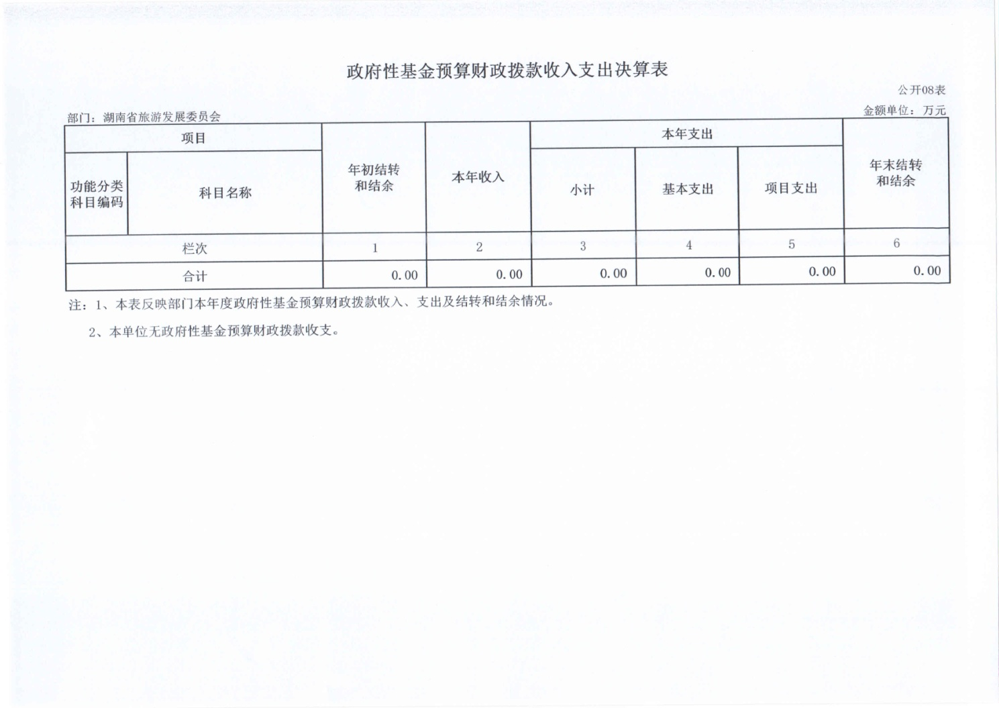 政府性基金预算财政拨款收入支出决算表
公开08表
部门：湖南省旅游发展委员会
金额单位：万元
项目
年初结转
和结余
本年收入
本年支出
年末结转
和结余
功能分类
科目编码
科目名称
小计
基本支出
项目支出
栏次 1 2 3 4 5 6
合计 0.00 0.00 0.00 0.00 0.00 0.00
注：1、本表反映部门本年度政府性基金预算财政拨款收入、支出及结转和结余情况。
2、本单位无政府性基金预算财政拨款收支。